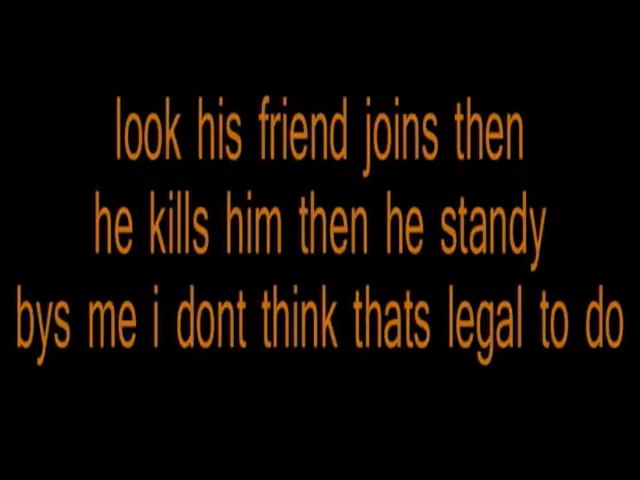 look his friend joins then
he kills him then he standy
bys me i dont think thats legal to do